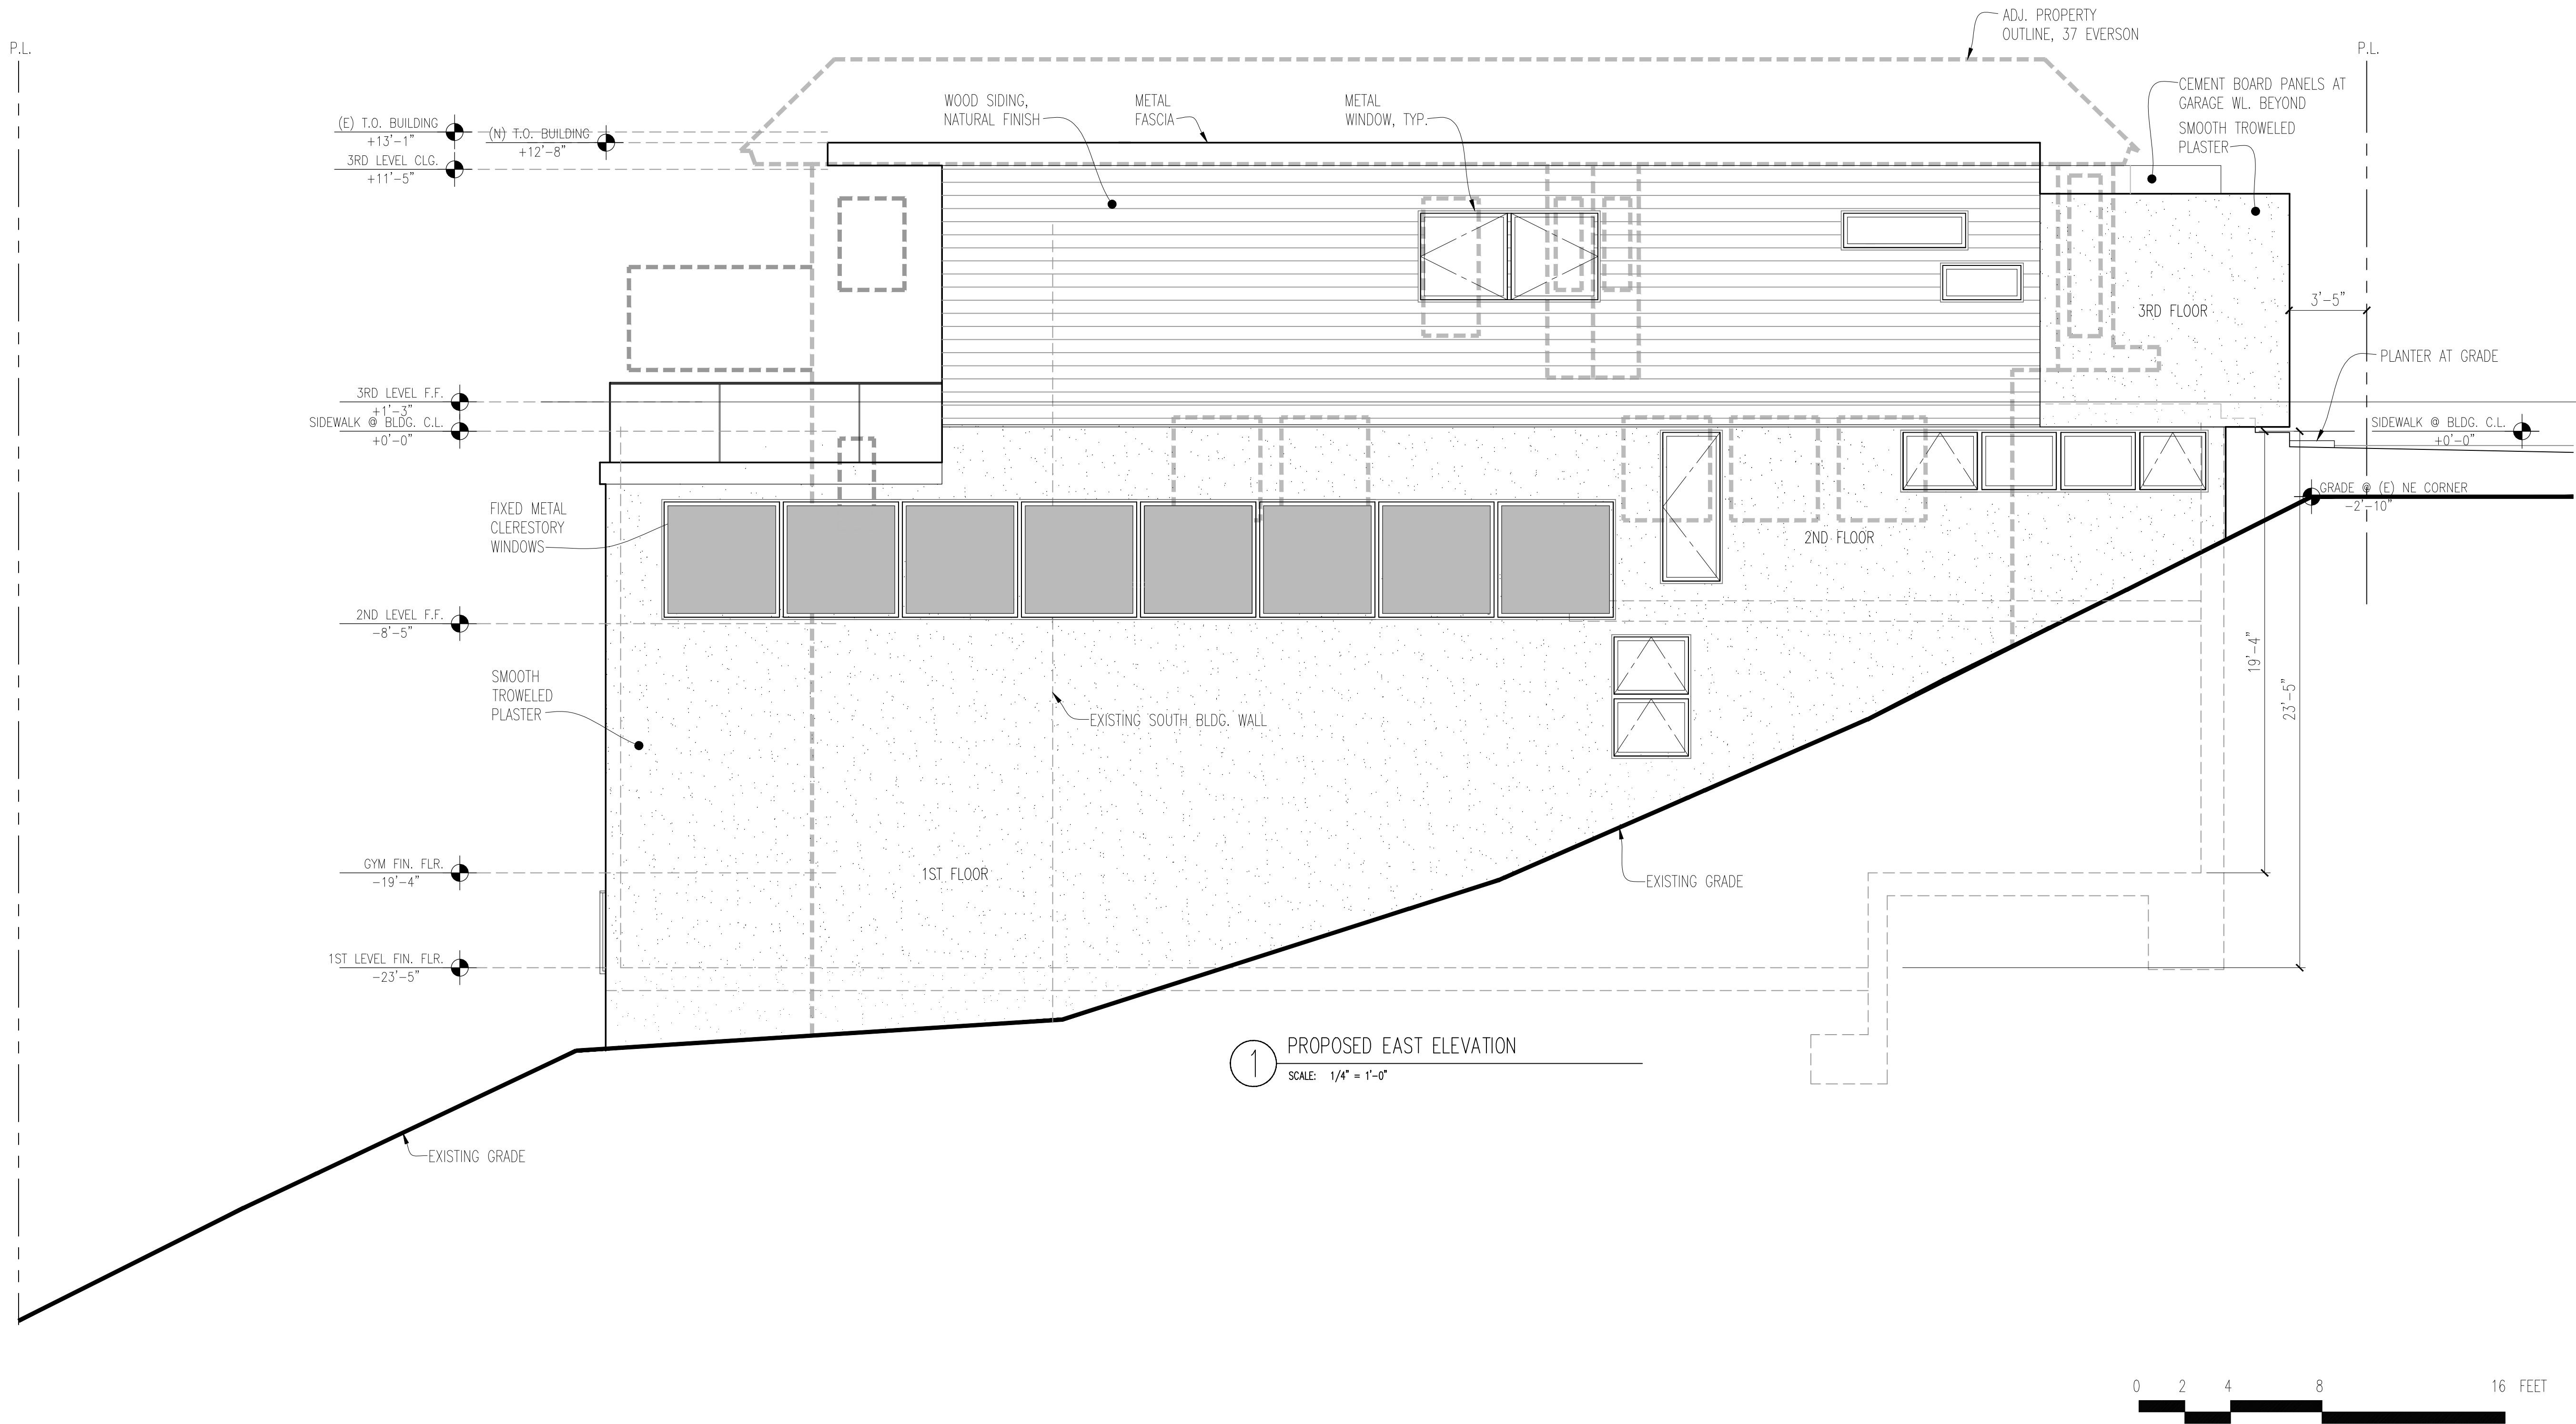 P.L.
ADJ. PROPERTY
OUTLINE, 37 EVERSON
P.L.
CEMENT BOARD PANELS AT
GARAGE WL. BEYOND
SMOOTH TROWELED
PLASTER
WOOD SIDING,
NATURAL FINISH
METAL
FASCIA
METAL
WINDOW, TYP.
(E) T.O. BUILDING
+13'-1"
(N) T.O. BUILDING
+12'-8"
3RD LEVEL CLG.
+11'-5"
3RD FLOOR
3'-5"
PLANTER AT GRADE
3RD LEVEL F.F.
+1'-3"
SIDEWALK @ BLDG. C.L.
+0'-0"
SIDEWALK @ BLDG. C.L.
+0'-0"
GRADE @ (E) NE CORNER
-2'-10"
FIXED METAL
CLERESTORY
WINDOWS
2ND FLOOR
2ND LEVEL F.F.
-8'-5"
19'-4"
23'-5"
SMOOTH
TROWELED
PLASTER
EXISTING SOUTH BLDG. WALL
GYM FIN. FLR.
-19'-4"
1ST FLOOR
EXISTING GRADE
1ST LEVEL FIN. FLR.
-23'-5"
1
PROPOSED EAST ELEVATION
SCALE: 1/4" = 1'-0"
EXISTING GRADE
0 2 4 8 16 FEET